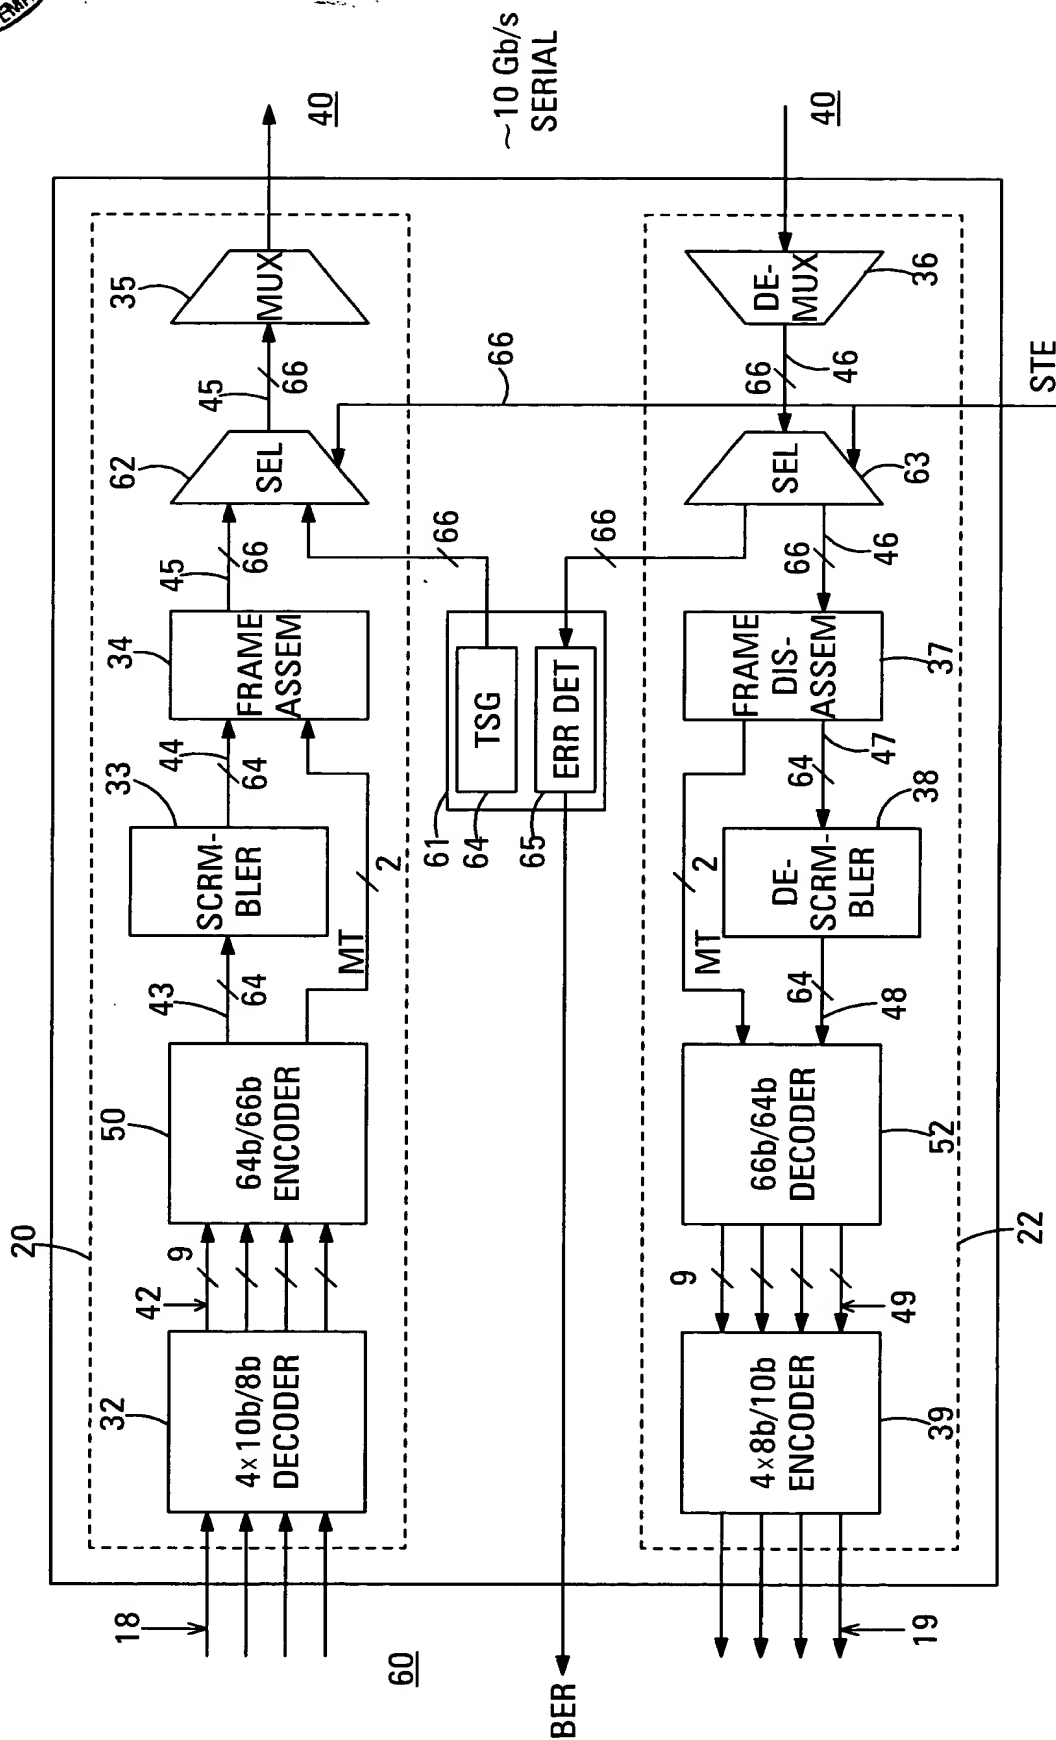 20
50
32
18
42
9
4×10b/8b
DECODER
64b/66b
ENCODER
43
64
33
SCRM-
BLER
MT
2
44
64
34
FRAME
ASSEM
45
66
62
SEL
45
66
35
MUX
40
~10 Gb/s
SERIAL
60
BER
61
64
TSG
65
ERR DET
66
66
66
STE
40
DE-
MUX
36
66
46
SEL
63
66
46
FRAME
DIS-
ASSEM
37
47
64
MT
2
DE-
SCRM-
BLER
38
64
48
66b/64b
DECODER
52
9
49
4×8b/10b
ENCODER
39
19
22